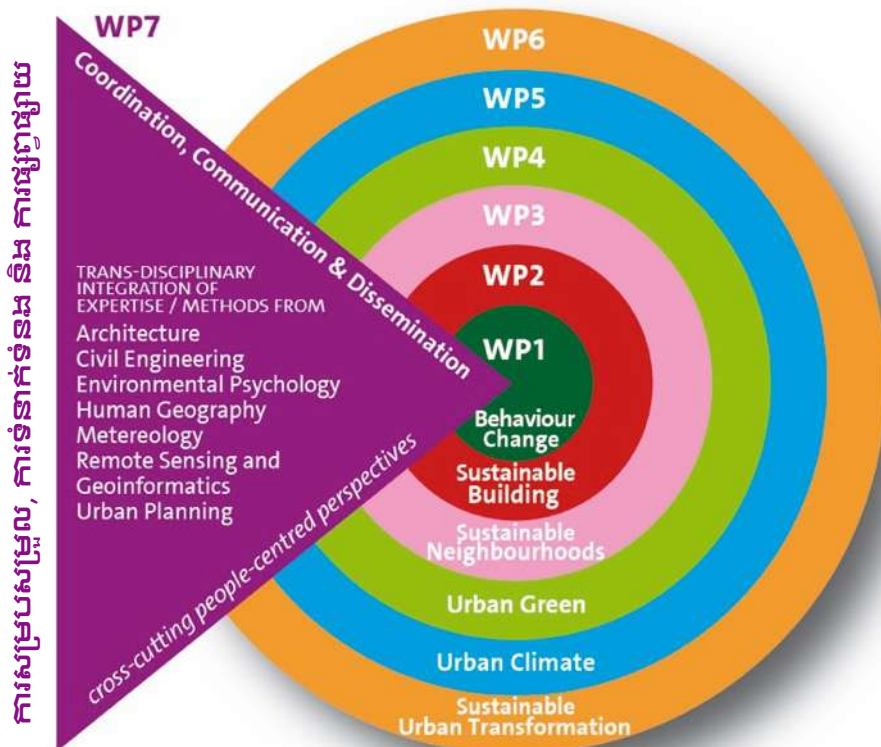 WP7
Coordination, Communication & Dissemination
TRANS-DISCIPLINARY
INTEGRATION OF
EXPERTISE / METHODS FROM
Architecture
Civil Engineering
Environmental Psychology
Human Geography
Metereology
Remote Sensing and
Geoinformatics
Urban Planning
cross-cutting people-centred perspectives
ការសម្របសម្រួល, ការទំនាក់ទំនង និង ការផ្សព្វផ្សាយ
WP6
WP5
WP4
WP3
WP2
WP1
Behaviour
Change
Sustainable
Building
Sustainable
Neighbourhoods
Urban Green
Urban Climate
Sustainable
Urban Transformation